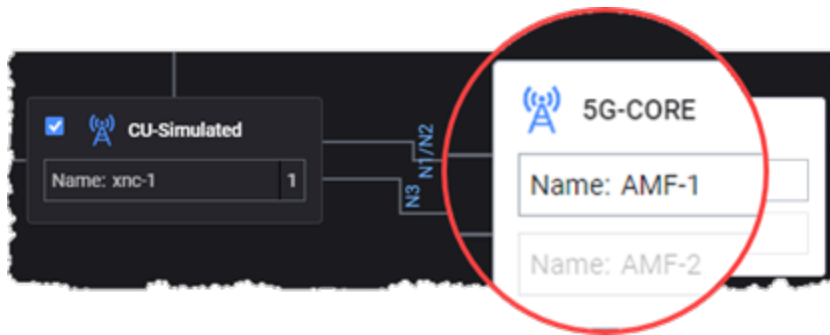 CU-Simulated
Name: xnc-1
1
N1/N2
N3
5G-CORE
Name: AMF-1
Name: AMF-2